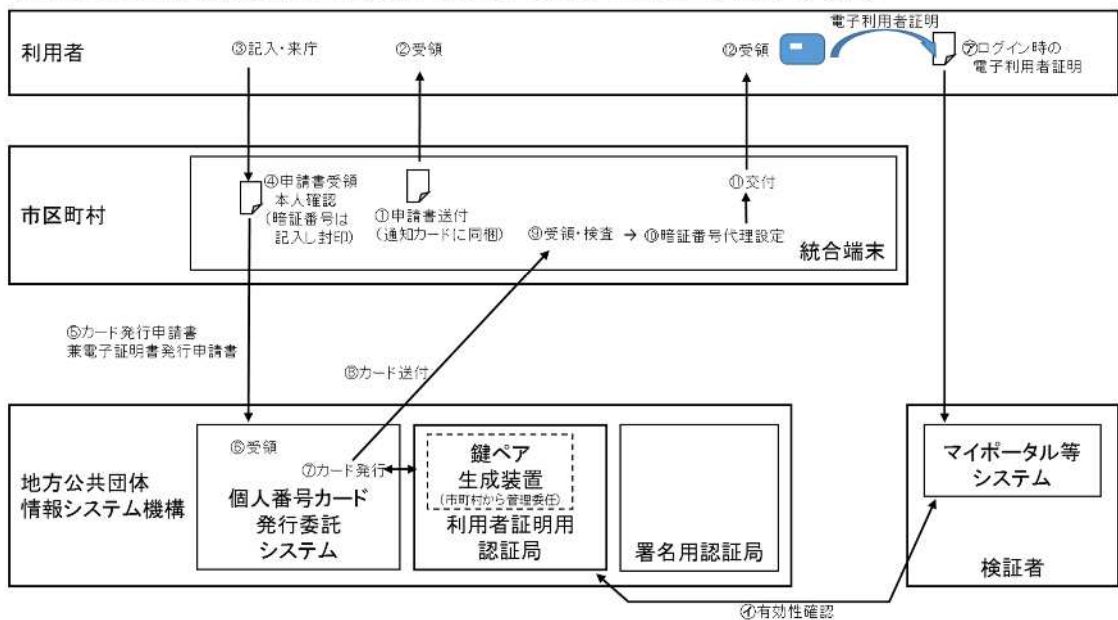 電子利用者証明
利用者
③記入・来庁
②受領
⑫受領
㋐ログイン時の
電子利用者証明
市区町村
④申請書受領
本人確認
(暗証番号は
記入し封印)
①申請書送付
(通知カードに同梱)
⑪交付
⑨受領・検査 → ⑩暗証番号代理設定
統合端末
⑤カード発行申請書
兼電子証明書発行申請書
⑧カード送付
地方公共団体
情報システム機構
⑥受領
⑦カード発行
個人番号カード
発行委託
システム
鍵ペア
生成装置
(市町村から管理委任)
利用者証明用
認証局
署名用認証局
マイポータル等
システム
検証者
㋑有効性確認